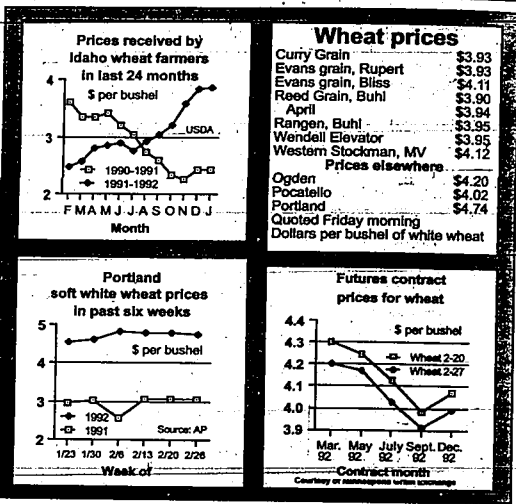 Prices received by
Idaho wheat farmers
in last 24 months
4
$ per bushel
3
USDA
1990-1991
1991-1992
2
F M A M J J A S O N D J
Month
Wheat prices
Curry Grain $3.93
Evans grain, Rupert $3.93
Evans grain, Bliss $4.11
Reed Grain, Buhl $3.90
April $3.94
Rangen, Buhl $3.95
Wendell Elevator $3.95
Western Stockman, MV $4.12
Prices elsewhere
Ogden $4.20
Pocatello $4.02
Portland $4.74
Quoted Friday morning
Dollars per bushel of white wheat
Portland
soft white wheat prices
in past six weeks
5
$ per bushel
4
3
1992
1991
Source: AP
2
1/23 1/30 2/6 2/13 2/20 2/26
Week of
Futures contract
prices for wheat
4.4
$ per bushel
4.3
Wheat 2-20
4.2
Wheat 2-27
4.1
4.0
3.9
Mar. May July Sept. Dec.
92 92 92 92 92
Contract month
Courtesy of Minneapolis Grain Exchange